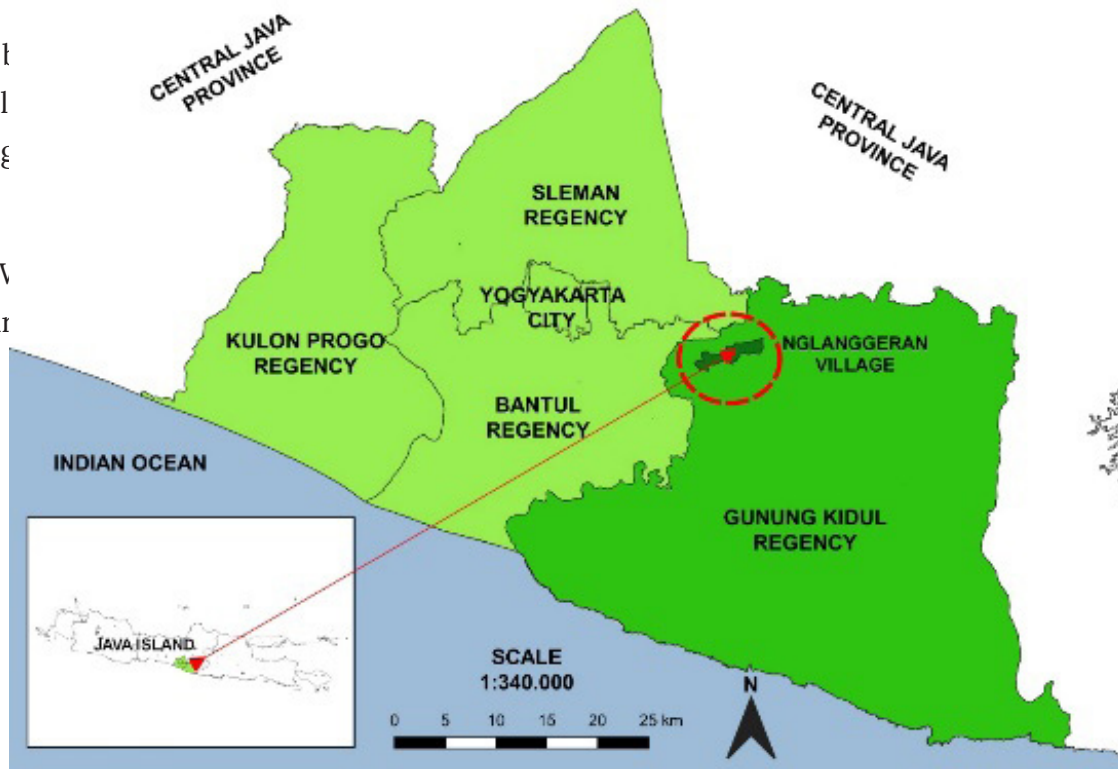 CENTRAL JAVA
PROVINCE
CENTRAL JAVA
PROVINCE
SLEMAN
REGENCY
YOGYAKARTA
CITY
KULON PROGO
REGENCY
NGLANGGERAN
VILLAGE
BANTUL
REGENCY
INDIAN OCEAN
GUNUNG KIDUL
REGENCY
JAVA ISLAND
SCALE
1:340.000
0 5 10 15 20 25 km
N